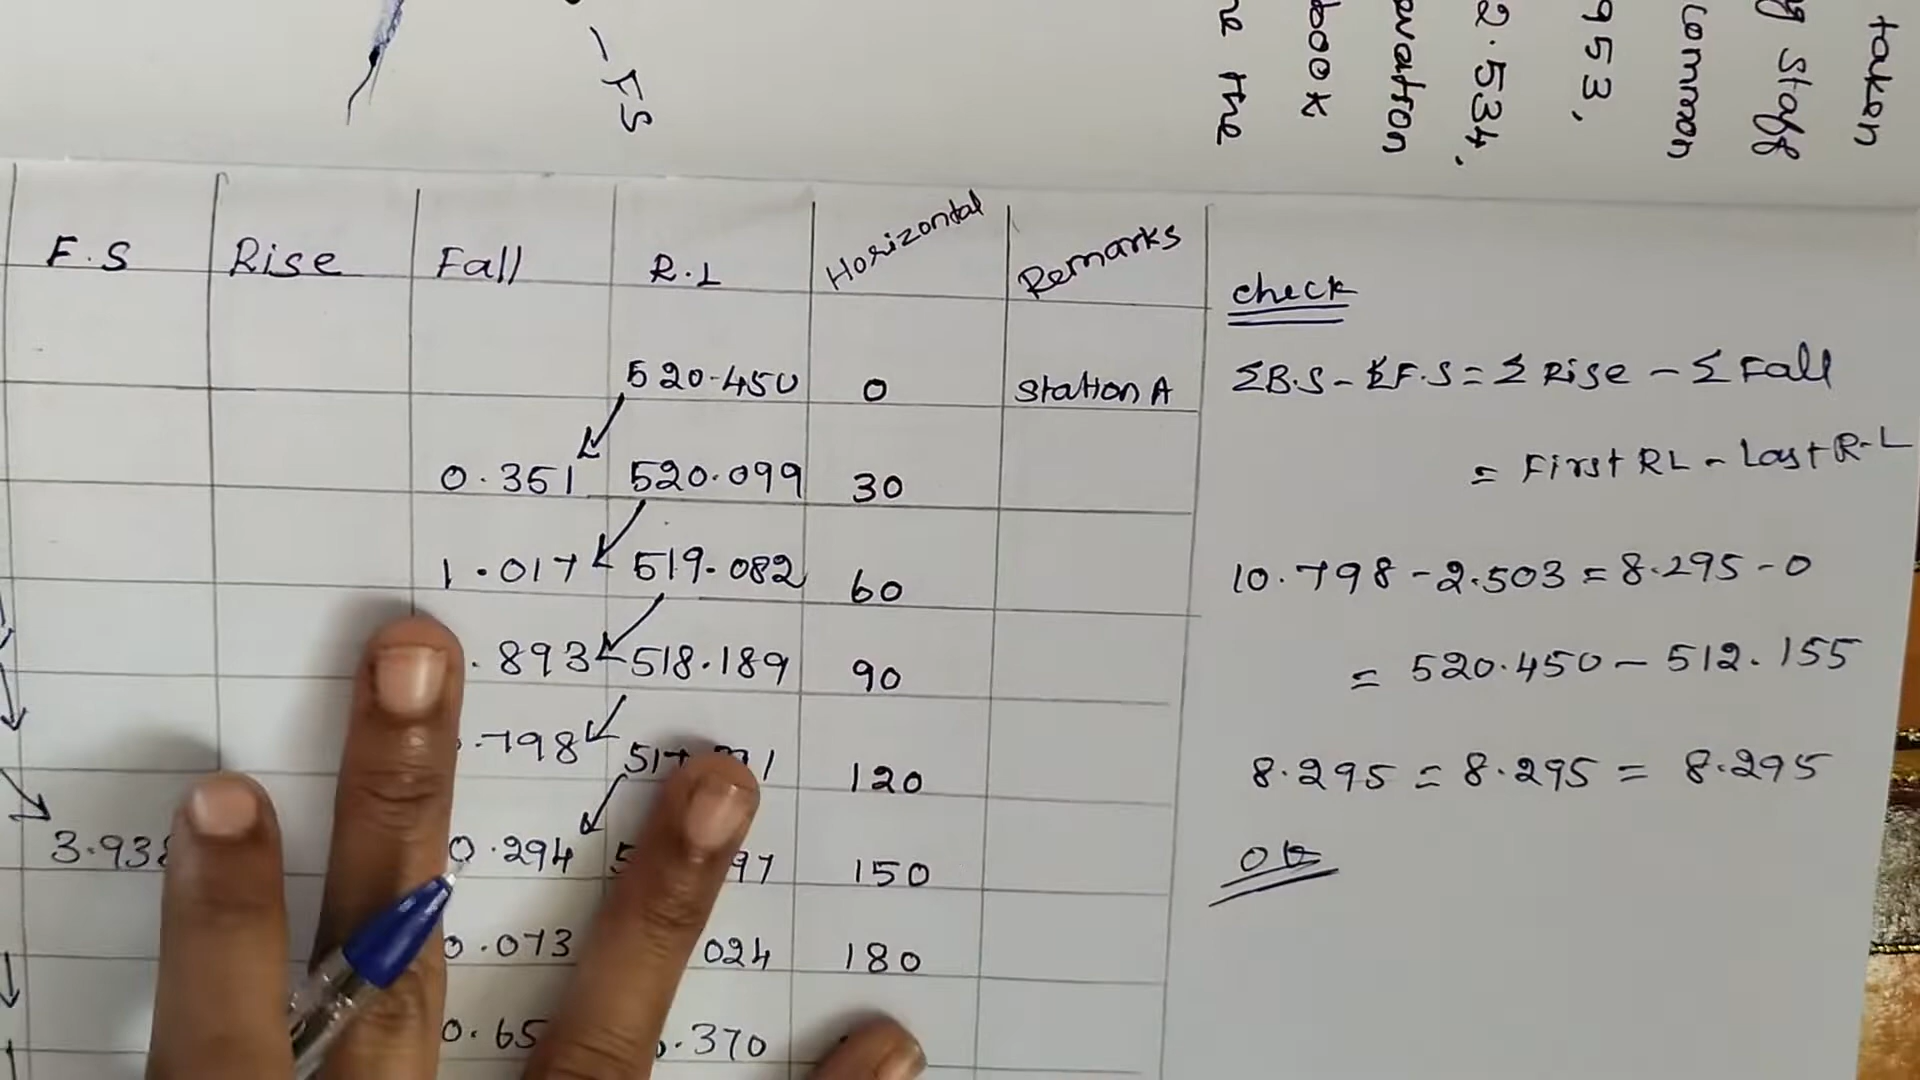 taken
g staff
common
953,
2.534,
rvation
book
the
FS
F.S Rise Fall R.L Horizontal Remarks
520.450 0 Station A
0.351 520.099 30
1.017 519.082 60
.893 518.189 90
.798 120
0.294 97 150
0.073 024 180
0.65 .370
check
ΣB.S - ΣF.S = Σ Rise - Σ Fall
= First RL - Last R.L
10.798 - 2.503 = 8.295 - 0
= 520.450 - 512.155
8.295 = 8.295 = 8.295
OK